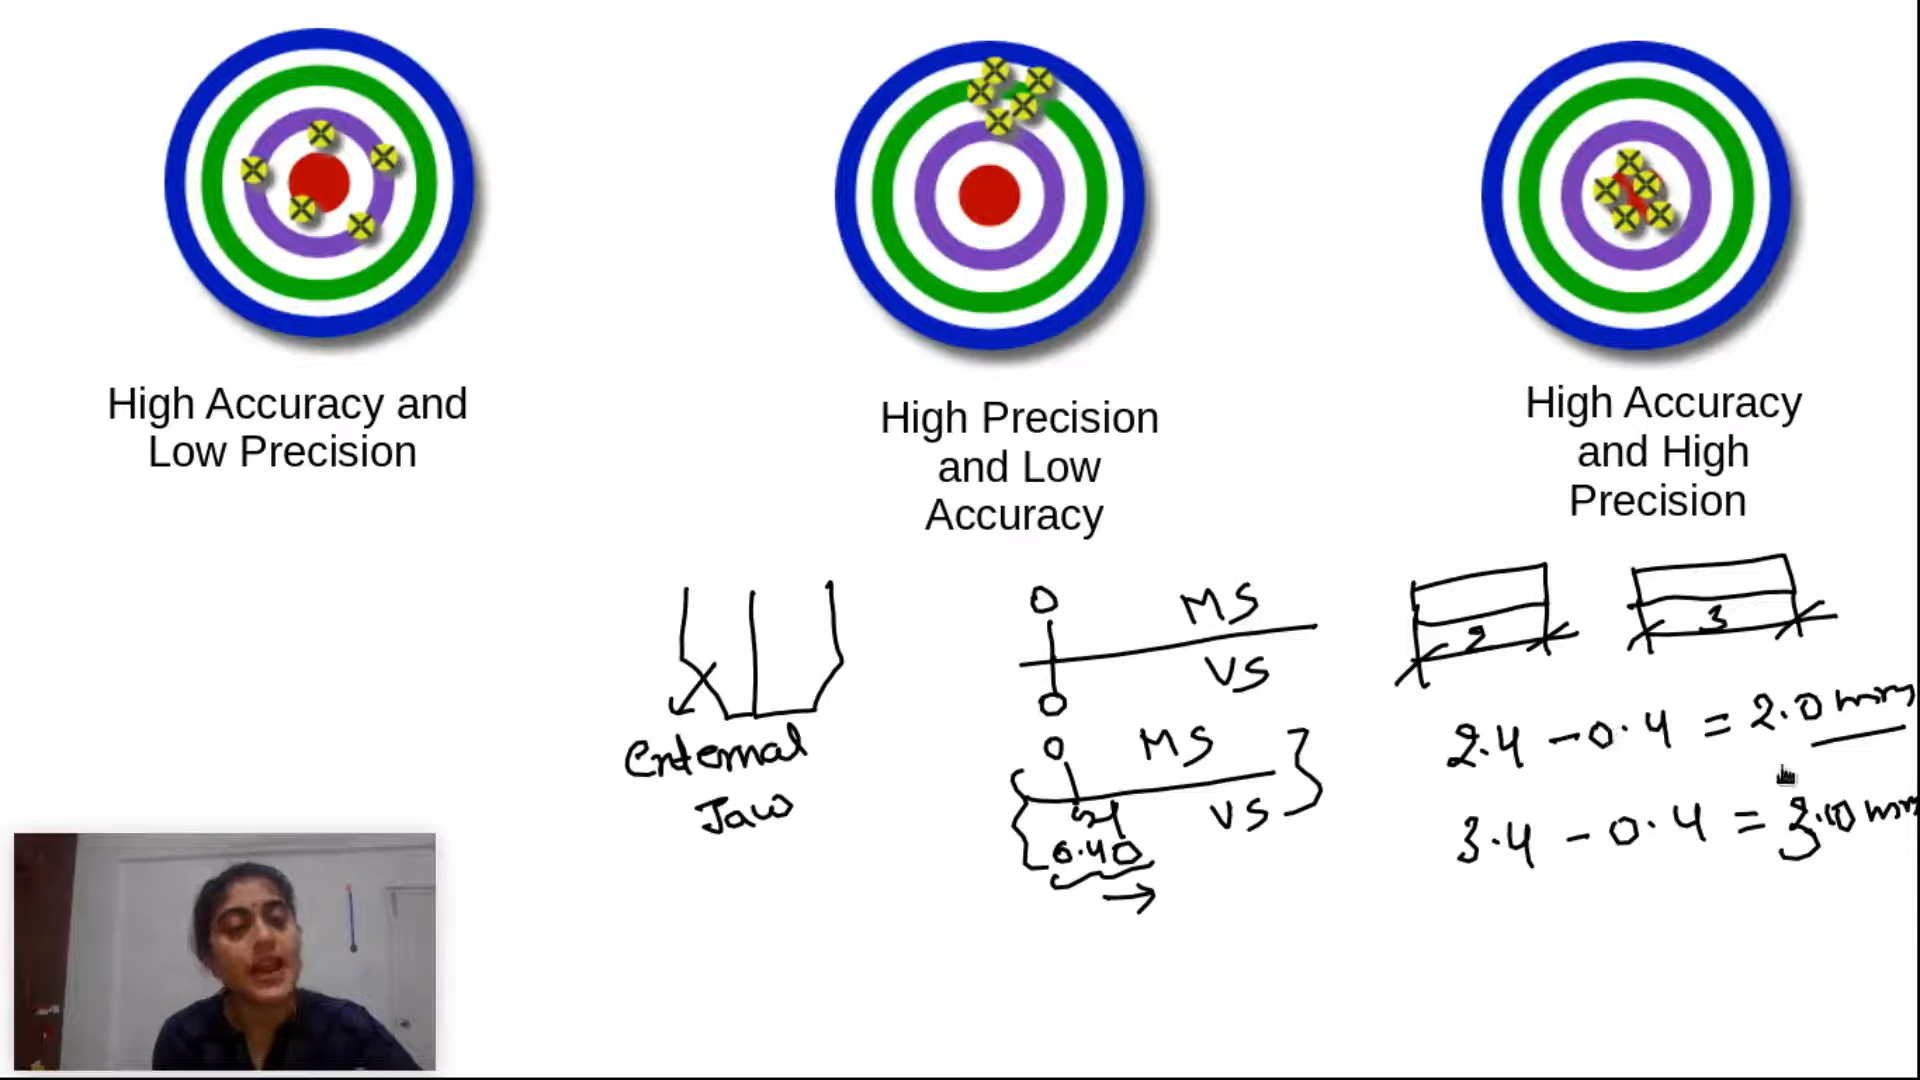 High Accuracy and
Low Precision
High Precision
and Low
Accuracy
High Accuracy
and High
Precision
External
Jaw
0
MS
VS
0
0
MS
VS
0.40
2
3
2.4 - 0.4 = 2.0 mm
3.4 - 0.4 = 3.0 mm